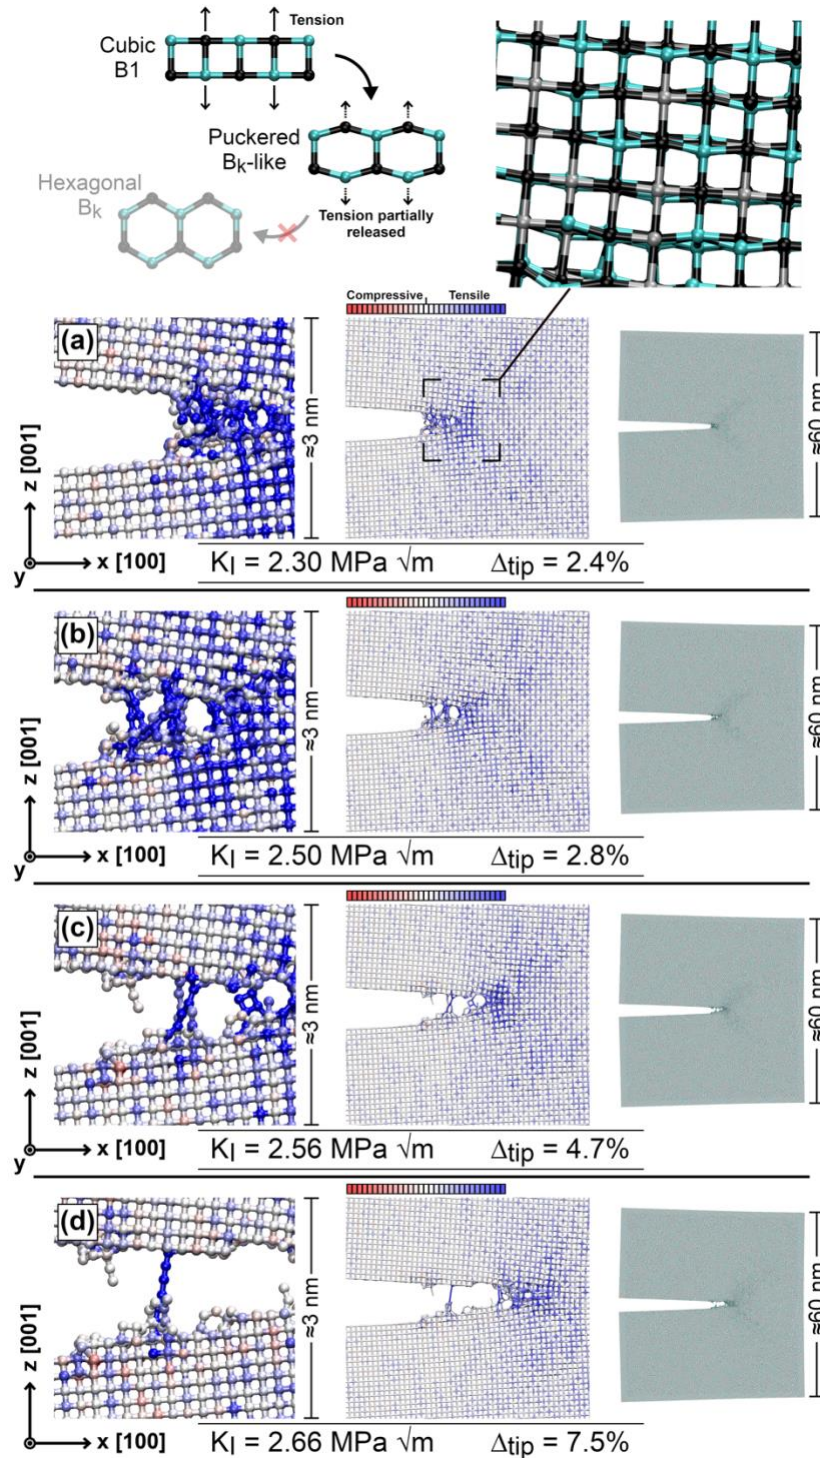 Tension
Cubic
B1
Puckered
Bk-like
Hexagonal
Bk
Tension partially
released
Compressive
Tensile
(a)
≈3 nm
≈60 nm
z [001]
y
x [100]
KI = 2.30 MPa √m
Δtip = 2.4%
(b)
≈3 nm
≈60 nm
z [001]
y
x [100]
KI = 2.50 MPa √m
Δtip = 2.8%
(c)
≈3 nm
≈60 nm
z [001]
y
x [100]
KI = 2.56 MPa √m
Δtip = 4.7%
(d)
≈3 nm
≈60 nm
z [001]
x [100]
KI = 2.66 MPa √m
Δtip = 7.5%